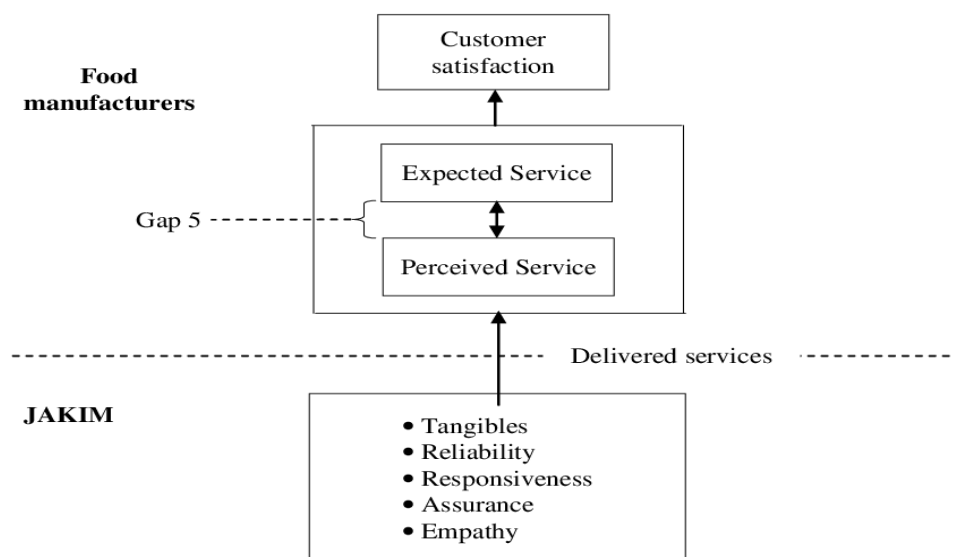 Customer
satisfaction
Food
manufacturers
Expected Service
Gap 5
Perceived Service
Delivered services
JAKIM
• Tangibles
• Reliability
• Responsiveness
• Assurance
• Empathy